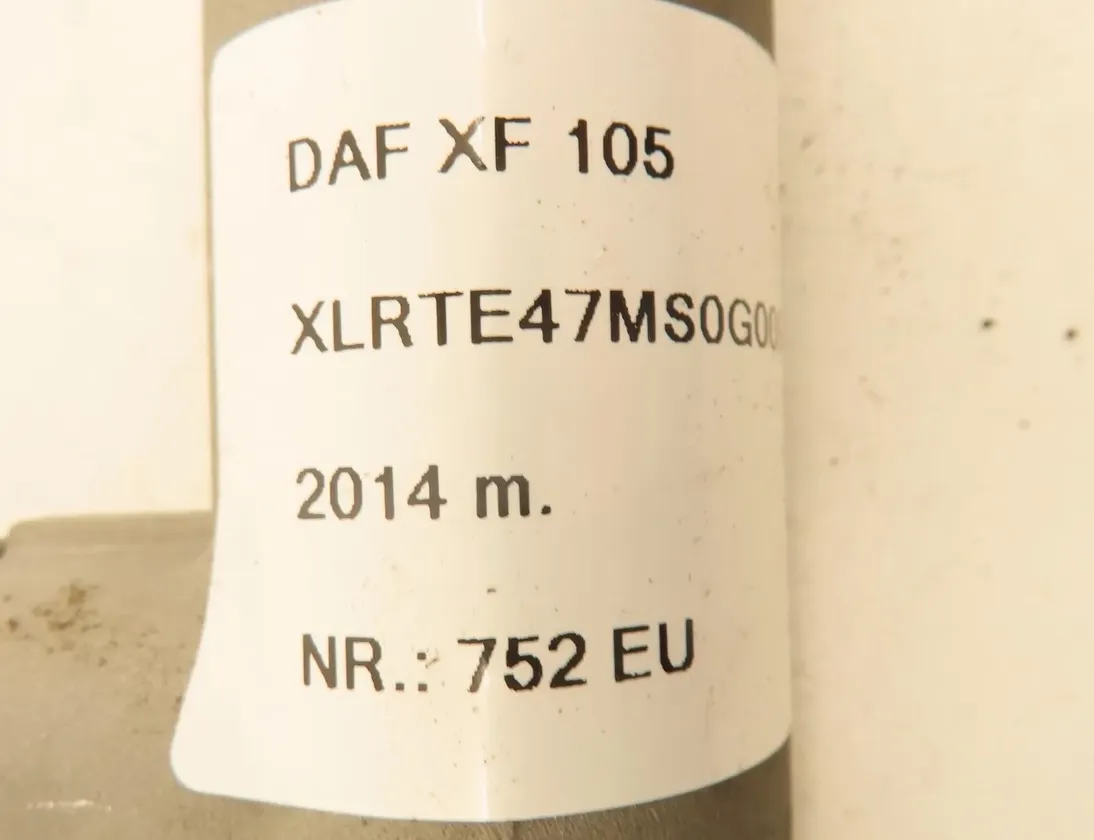 DAF XF 105
XLRTE47MS0G00
2014 m.
NR.: 752 EU